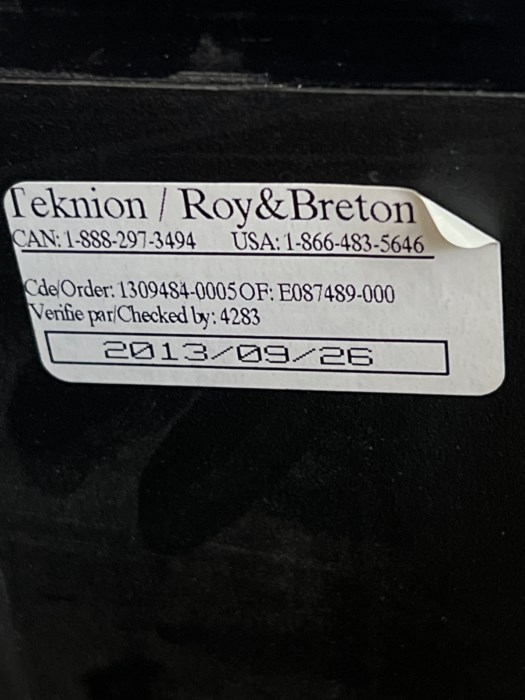 Teknion / Roy&Breton
CAN: 1-888-297-3494 USA: 1-866-483-5646
Cde/Order: 1309484-0005 OF: E087489-000
Verifie par/Checked by: 4283
2013/09/26